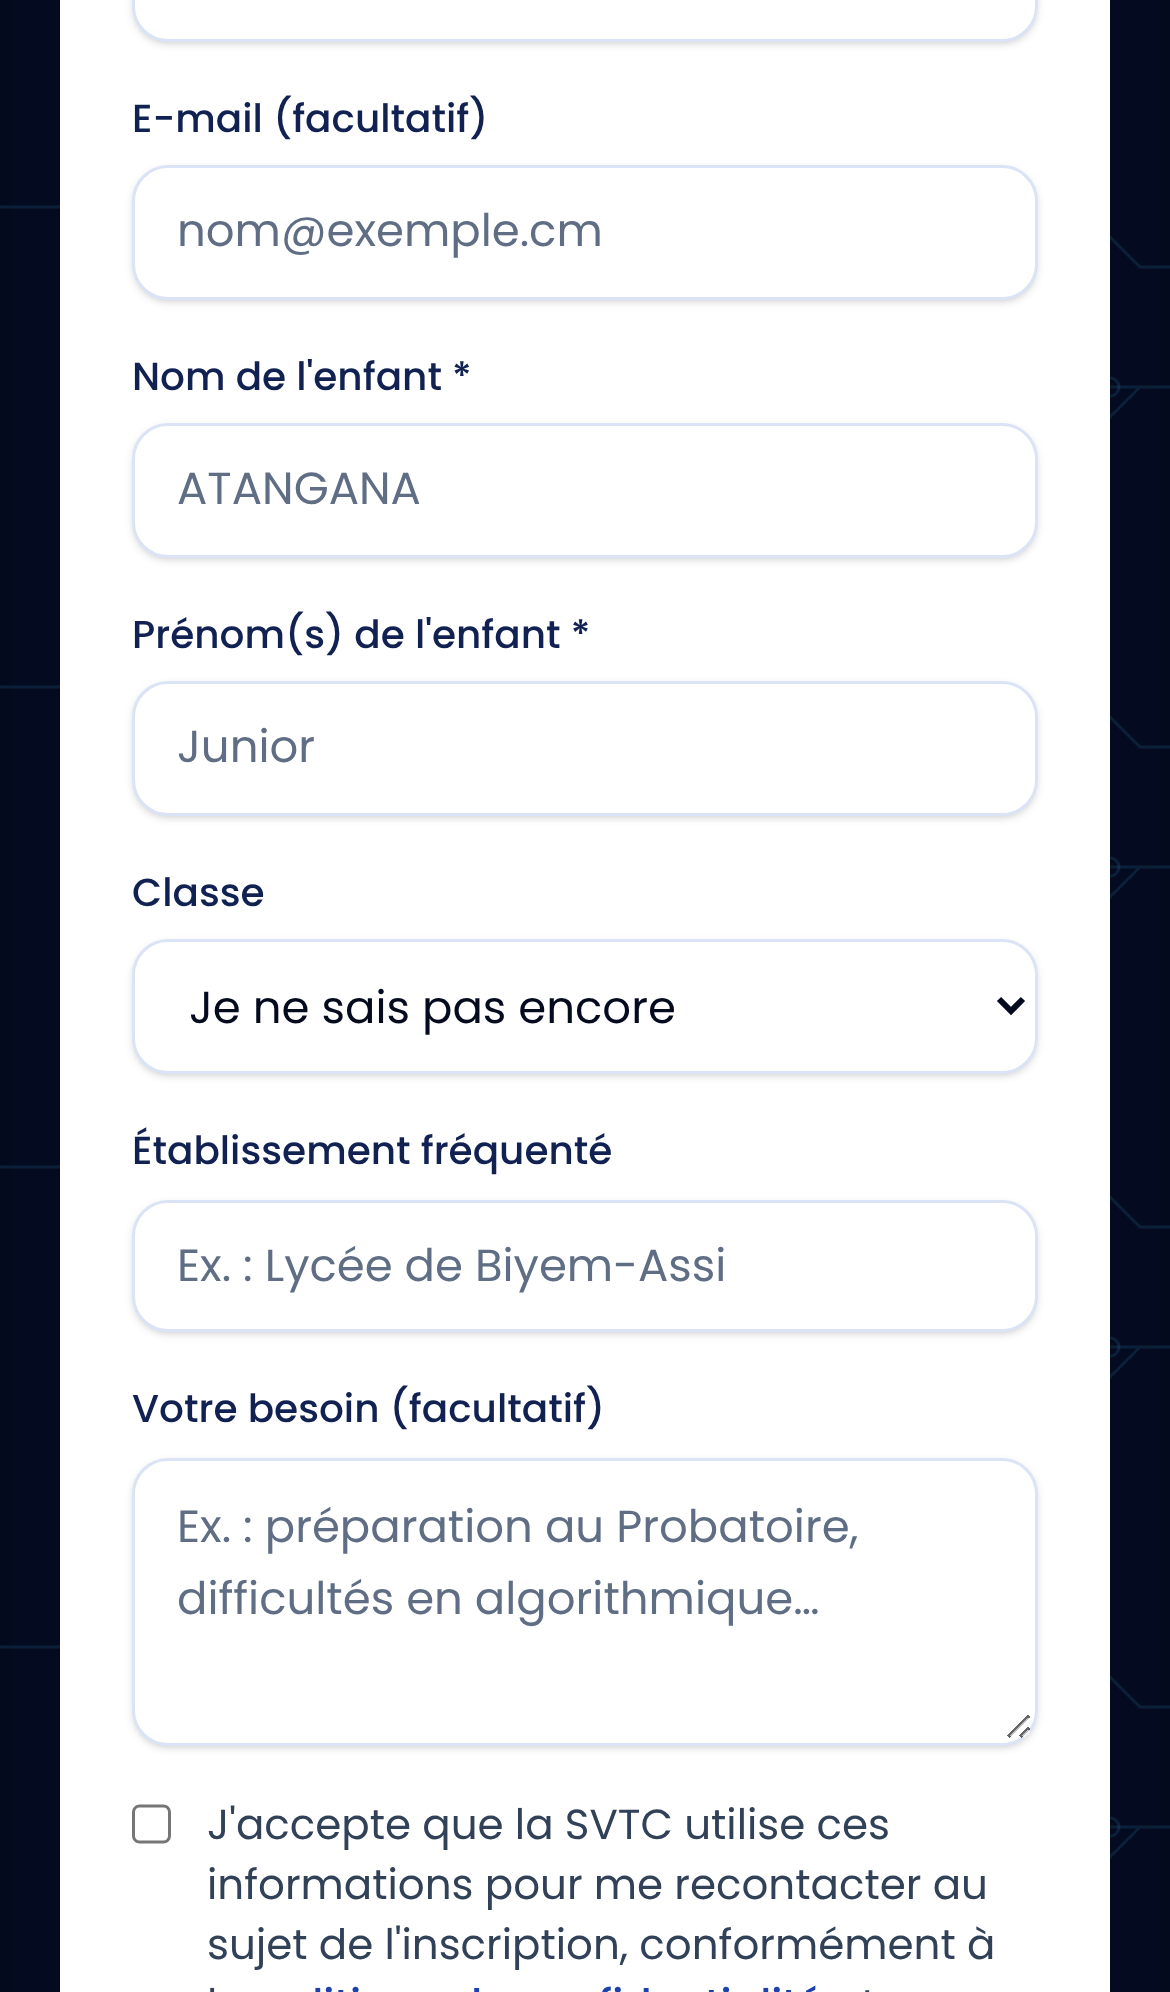 E-mail (facultatif)
nom@exemple.cm
Nom de l'enfant *
ATANGANA
Prénom(s) de l'enfant *
Junior
Classe
Je ne sais pas encore
Établissement fréquenté
Ex. : Lycée de Biyem-Assi
Votre besoin (facultatif)
Ex. : préparation au Probatoire,
difficultés en algorithmique...
J'accepte que la SVTC utilise ces
informations pour me recontacter au
sujet de l'inscription, conformément à